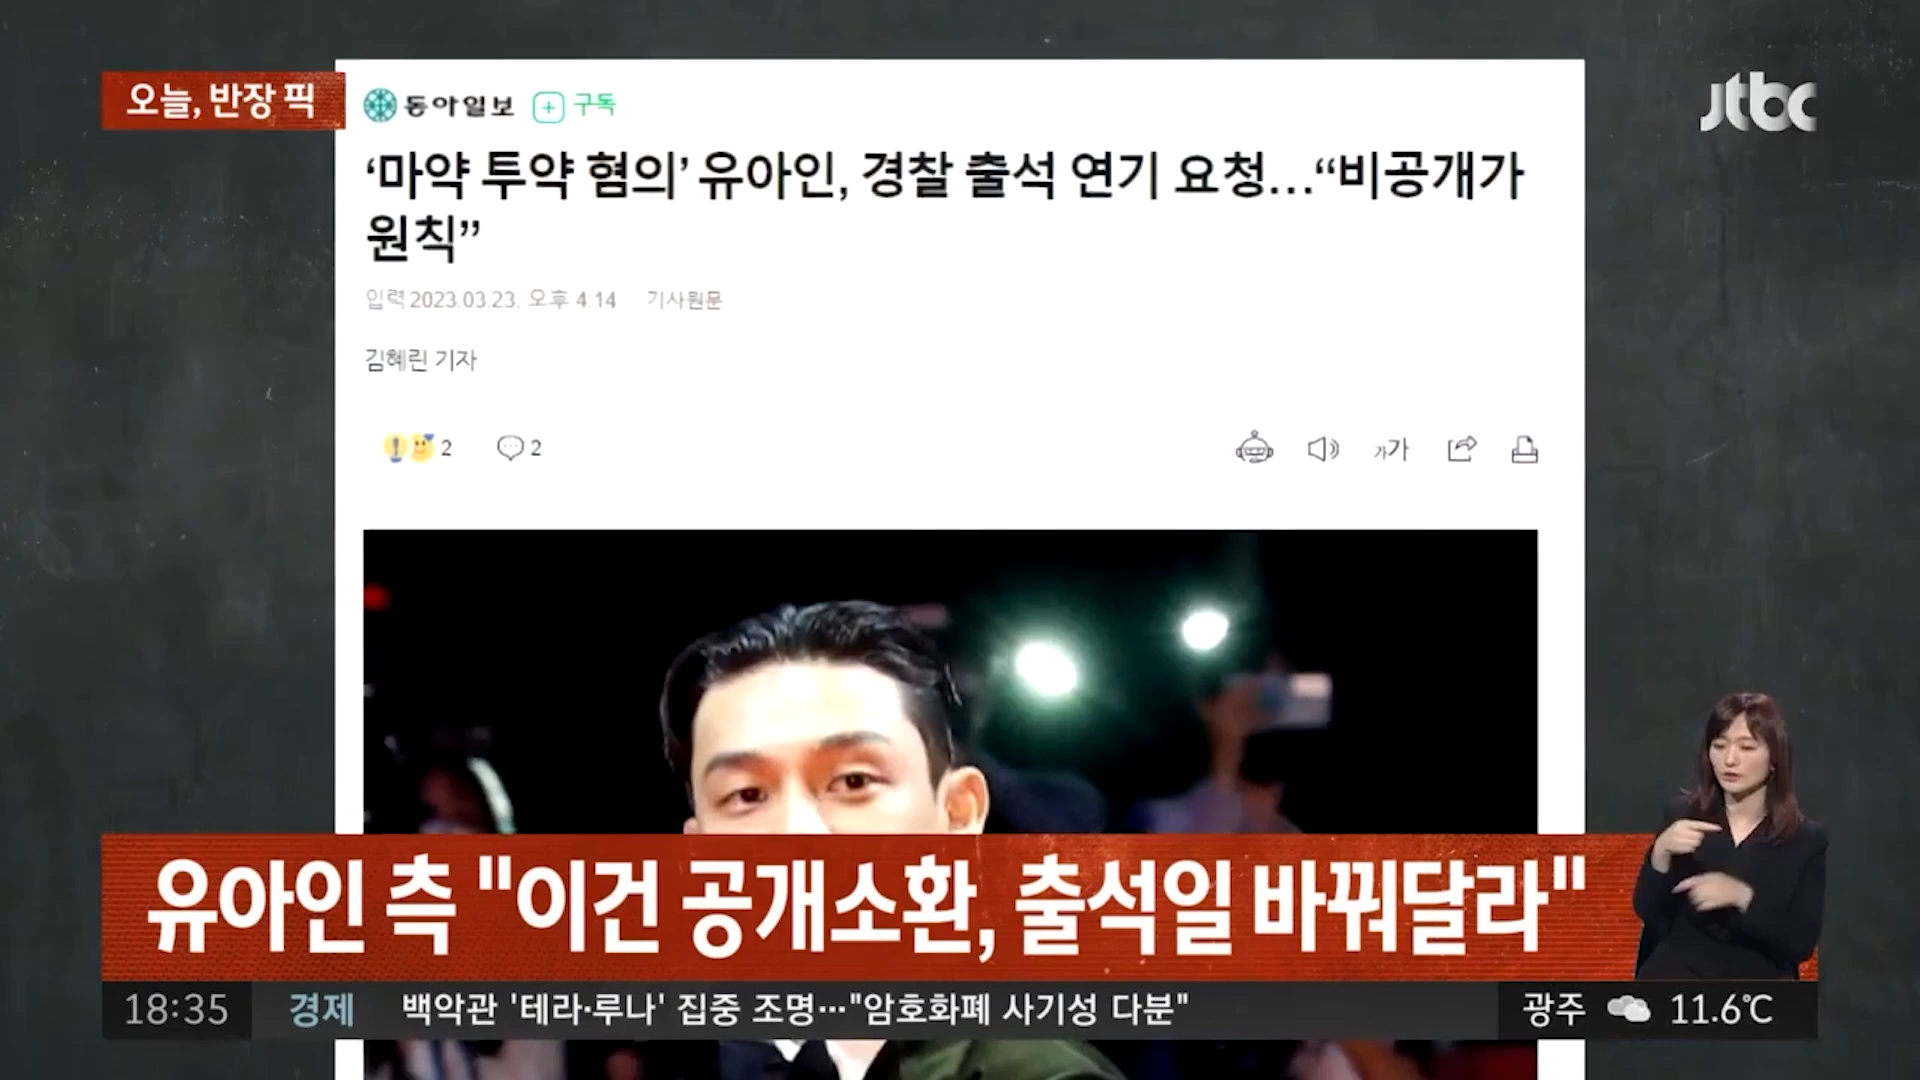 오늘, 반장 픽
jtbc
동아일보 + 구독
‘마약 투약 혐의’ 유아인, 경찰 출석 연기 요청…“비공개가
원칙”
입력 2023.03.23. 오후 4:14 기사원문
김혜린 기자
2 2
가가
유아인 측 "이건 공개소환, 출석일 바꿔달라"
18:35 경제 백악관 '테라·루나' 집중 조명…"암호화폐 사기성 다분" 광주 11.6℃